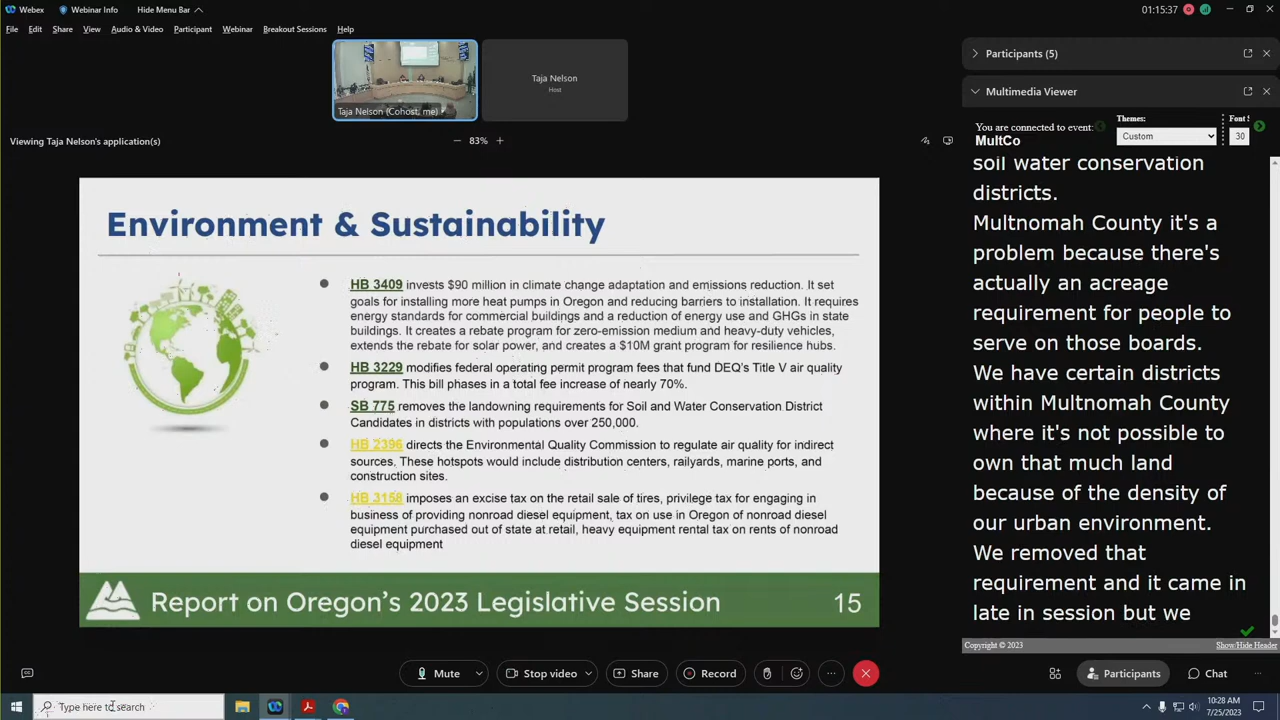 Webex
Webinar Info
Hide Menu Bar
01:15:37
File
Edit
Share
View
Audio & Video
Participant
Webinar
Breakout Sessions
Help
Taja Nelson (Cohost, me)
Taja Nelson
Host
Viewing Taja Nelson's application(s)
83%
Environment & Sustainability
HB 3409 invests $90 million in climate change adaptation and emissions reduction. It set
goals for installing more heat pumps in Oregon and reducing barriers to installation. It requires
energy standards for commercial buildings and a reduction of energy use and GHGs in state
buildings. It creates a rebate program for zero-emission medium and heavy-duty vehicles,
extends the rebate for solar power, and creates a $10M grant program for resilience hubs.
HB 3229 modifies federal operating permit program fees that fund DEQ's Title V air quality
program. This bill phases in a total fee increase of nearly 70%.
SB 775 removes the landowning requirements for Soil and Water Conservation District
Candidates in districts with populations over 250,000.
HB 2396 directs the Environmental Quality Commission to regulate air quality for indirect
sources. These hotspots would include distribution centers, railyards, marine ports, and
construction sites.
HB 3158 imposes an excise tax on the retail sale of tires, privilege tax for engaging in
business of providing nonroad diesel equipment, tax on use in Oregon of nonroad diesel
equipment purchased out of state at retail, heavy equipment rental tax on rents of nonroad
diesel equipment
Report on Oregon's 2023 Legislative Session
15
Participants (5)
Multimedia Viewer
You are connected to event:
MultCo
Themes:
Custom
Font S
30
soil water conservation
districts.
Multnomah County it's a
problem because there's
actually an acreage
requirement for people to
serve on those boards.
We have certain districts
within Multnomah County
where it's not possible to
own that much land
because of the density of
our urban environment.
We removed that
requirement and it came in
late in session but we
Copyright © 2023
Show/Hide Header
Mute
Stop video
Share
Record
Participants
Chat
Type here to search
10:28 AM
7/25/2023